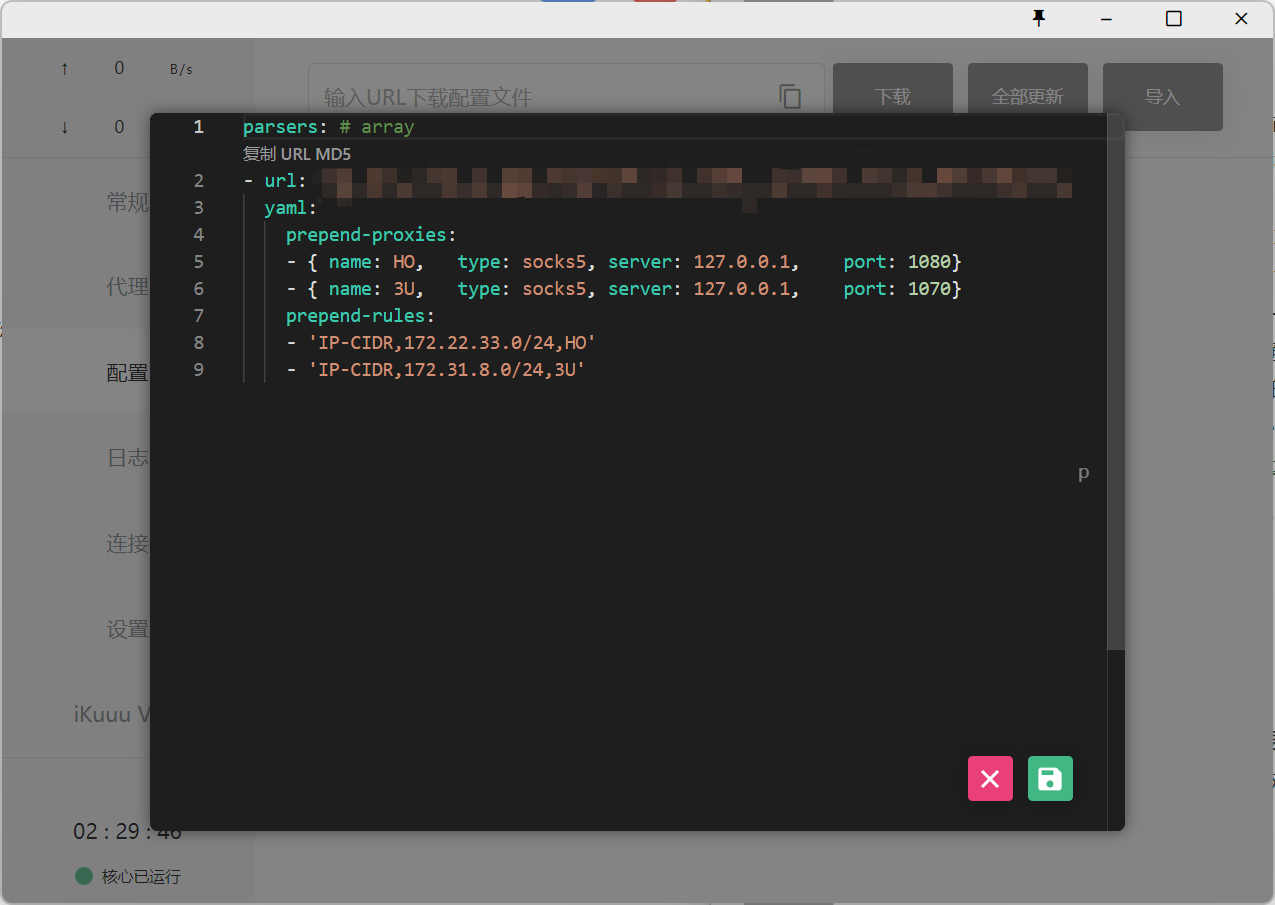 ↑ 0 B/s
↓ 0
输入URL下载配置文件
下载
全部更新
导入
常规
代理
配置
日志
连接
设置
iKuuu V
02 : 29 : 46
核心已运行
1 parsers: # array
复制 URL MD5
2 - url:
3 yaml:
4 prepend-proxies:
5 - { name: HO, type: socks5, server: 127.0.0.1, port: 1080}
6 - { name: 3U, type: socks5, server: 127.0.0.1, port: 1070}
7 prepend-rules:
8 - 'IP-CIDR,172.22.33.0/24,HO'
9 - 'IP-CIDR,172.31.8.0/24,3U'
p